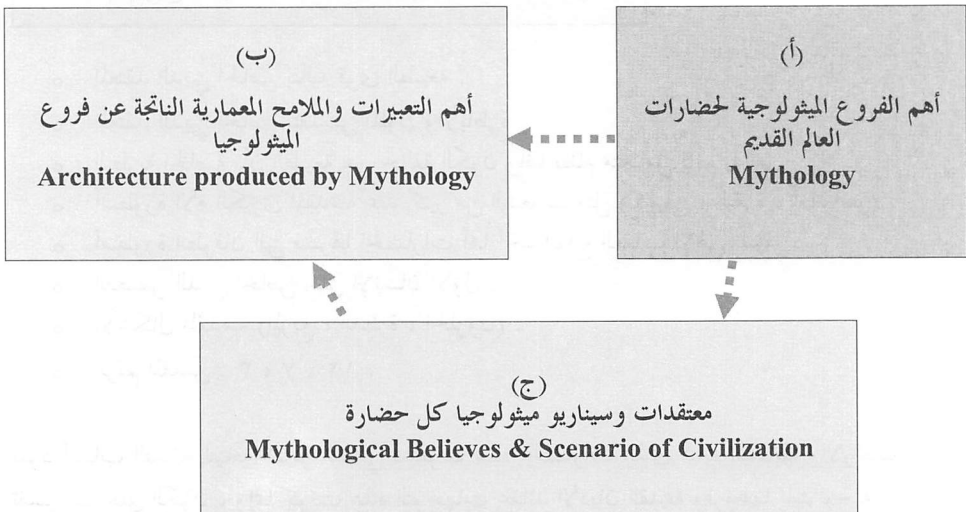 (أ)
أهم الفروع الميثولوجية لحضارات
العالم القديم
Mythology
(ب)
أهم التعبيرات والملامح المعمارية الناتجة عن فروع
الميثولوجيا
Architecture produced by Mythology
(ج)
معتقدات وسيناريو ميثولوجيا كل حضارة
Mythological Believes & Scenario of Civilization